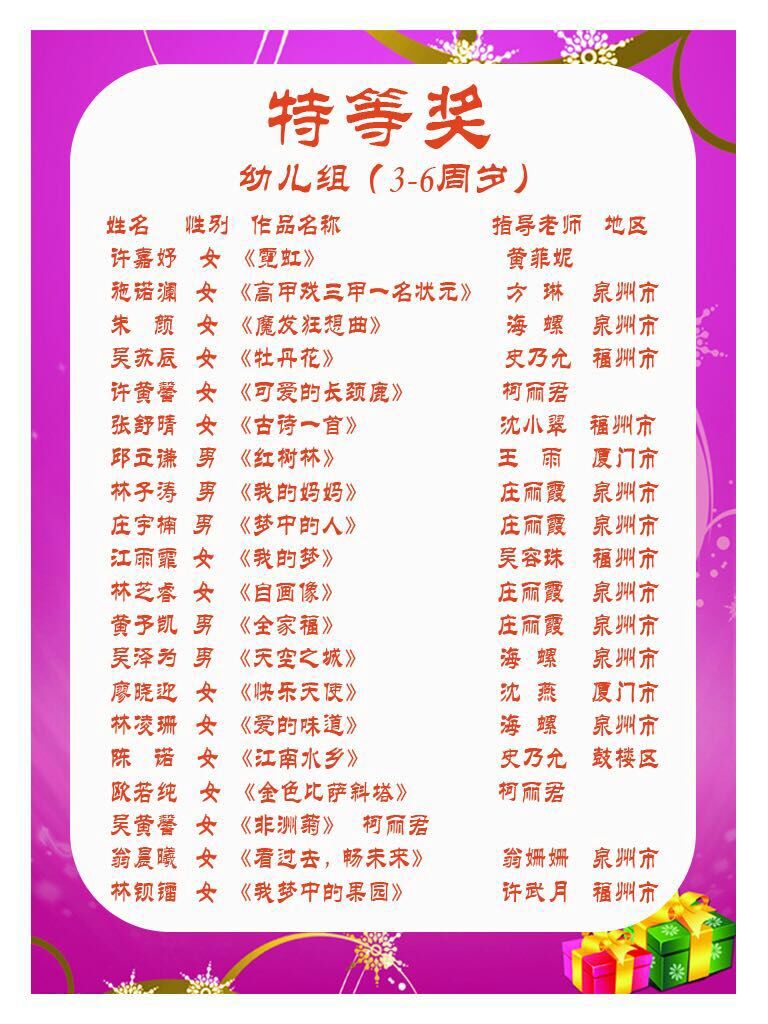 特等奖
幼儿组（3-6周岁）
姓名 性别 作品名称 指导老师 地区
许嘉妤 女 《霓虹》 黄菲妮
施诺澜 女 《高甲戏三甲一名状元》 方 琳 泉州市
朱 颜 女 《魔发狂想曲》 海 螺 泉州市
吴苏辰 女 《牡丹花》 史乃允 福州市
许黄馨 女 《可爱的长颈鹿》 柯丽君
张舒晴 女 《古诗一首》 沈小翠 福州市
邱立谦 男 《红树林》 王 雨 厦门市
林子涛 男 《我的妈妈》 庄丽霞 泉州市
庄宇楠 男 《梦中的人》 庄丽霞 泉州市
江雨霏 女 《我的梦》 吴容珠 福州市
林芝睿 女 《自画像》 庄丽霞 泉州市
黄予凯 男 《全家福》 庄丽霞 泉州市
吴泽为 男 《天空之城》 海 螺 泉州市
廖晓迎 女 《快乐天使》 沈 燕 厦门市
林凌珊 女 《爱的味道》 海 螺 泉州市
陈 诺 女 《江南水乡》 史乃允 鼓楼区
欧若纯 女 《金色比萨斜塔》 柯丽君
吴黄馨 女 《非洲菊》 柯丽君
翁晨曦 女 《看过去，畅未来》 翁姗姗 泉州市
林钡镭 女 《我梦中的果园》 许武月 福州市